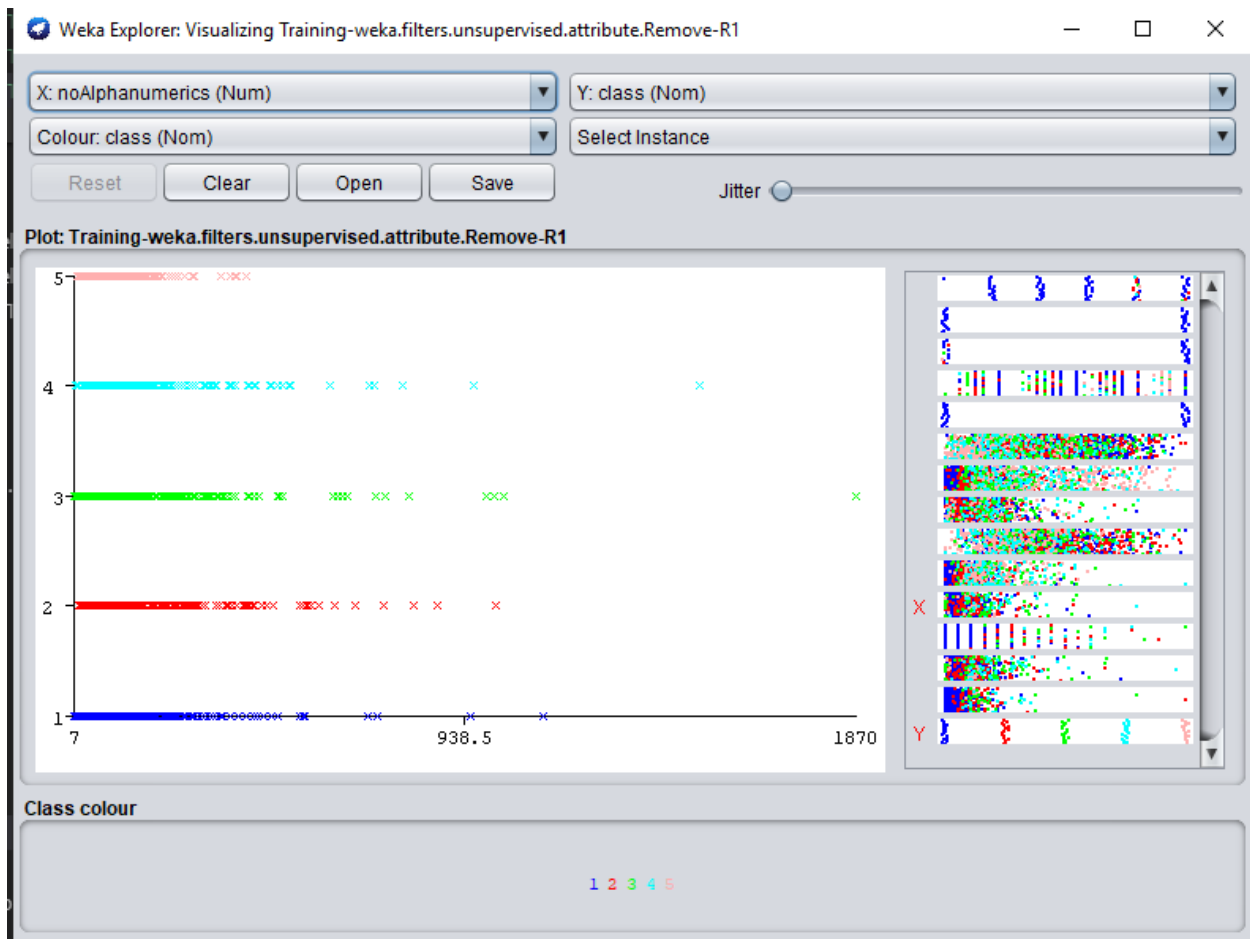 Weka Explorer: Visualizing Training-weka.filters.unsupervised.attribute.Remove-R1
X: noAlphanumerics (Num) Y: class (Nom)
Colour: class (Nom) Select Instance
Reset Clear Open Save Jitter
Plot: Training-weka.filters.unsupervised.attribute.Remove-R1
5
4
3
2
X
1
Y
7 938.5 1870
Class colour
1 2 3 4 5